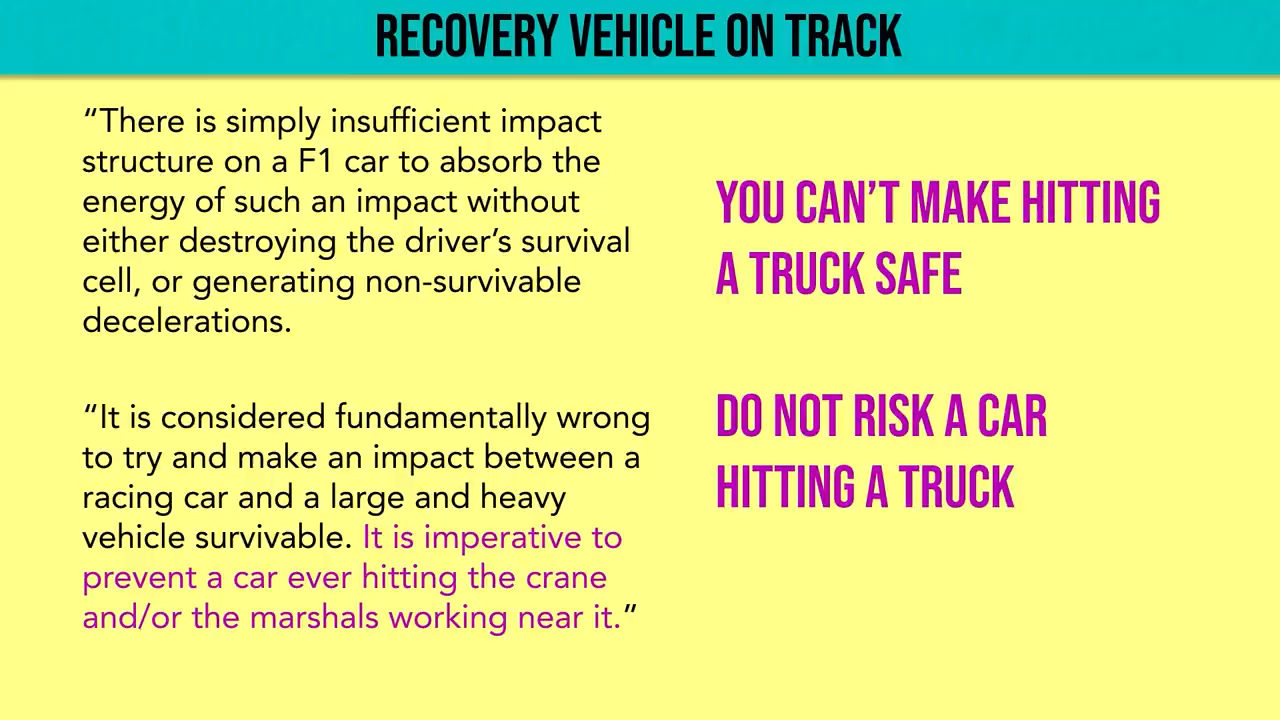 RECOVERY VEHICLE ON TRACK
“There is simply insufficient impact
structure on a F1 car to absorb the
energy of such an impact without
either destroying the driver’s survival
cell, or generating non-survivable
decelerations.
“It is considered fundamentally wrong
to try and make an impact between a
racing car and a large and heavy
vehicle survivable. It is imperative to
prevent a car ever hitting the crane
and/or the marshals working near it.”
YOU CAN’T MAKE HITTING
A TRUCK SAFE
DO NOT RISK A CAR
HITTING A TRUCK